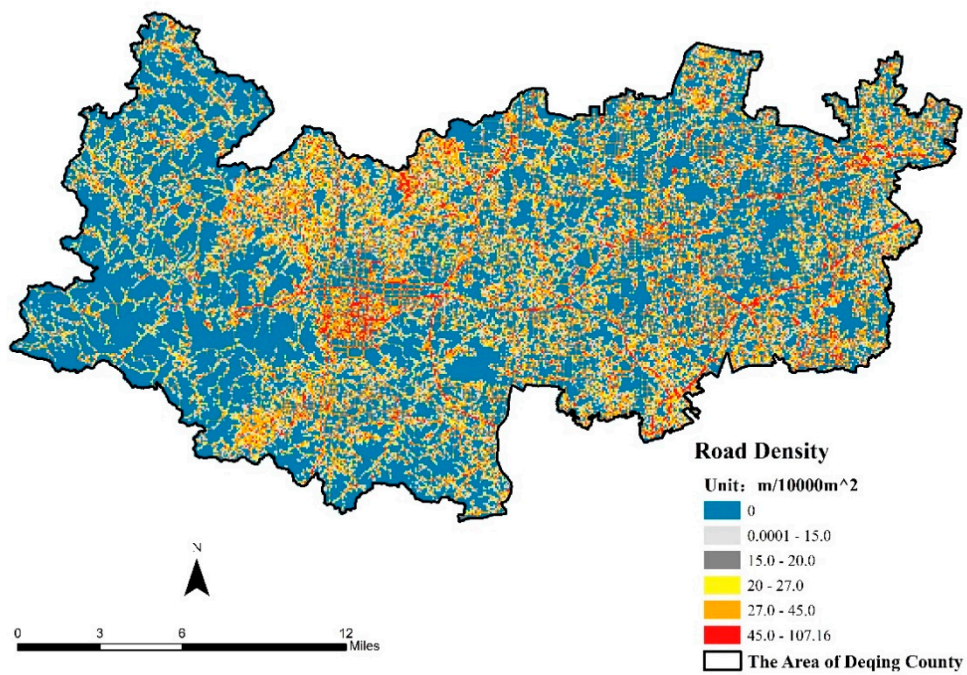 Road Density
Unit: m/10000m^2
0
0.0001 - 15.0
15.0 - 20.0
20 - 27.0
27.0 - 45.0
45.0 - 107.16
The Area of Deqing County
N
0 3 6 12
Miles